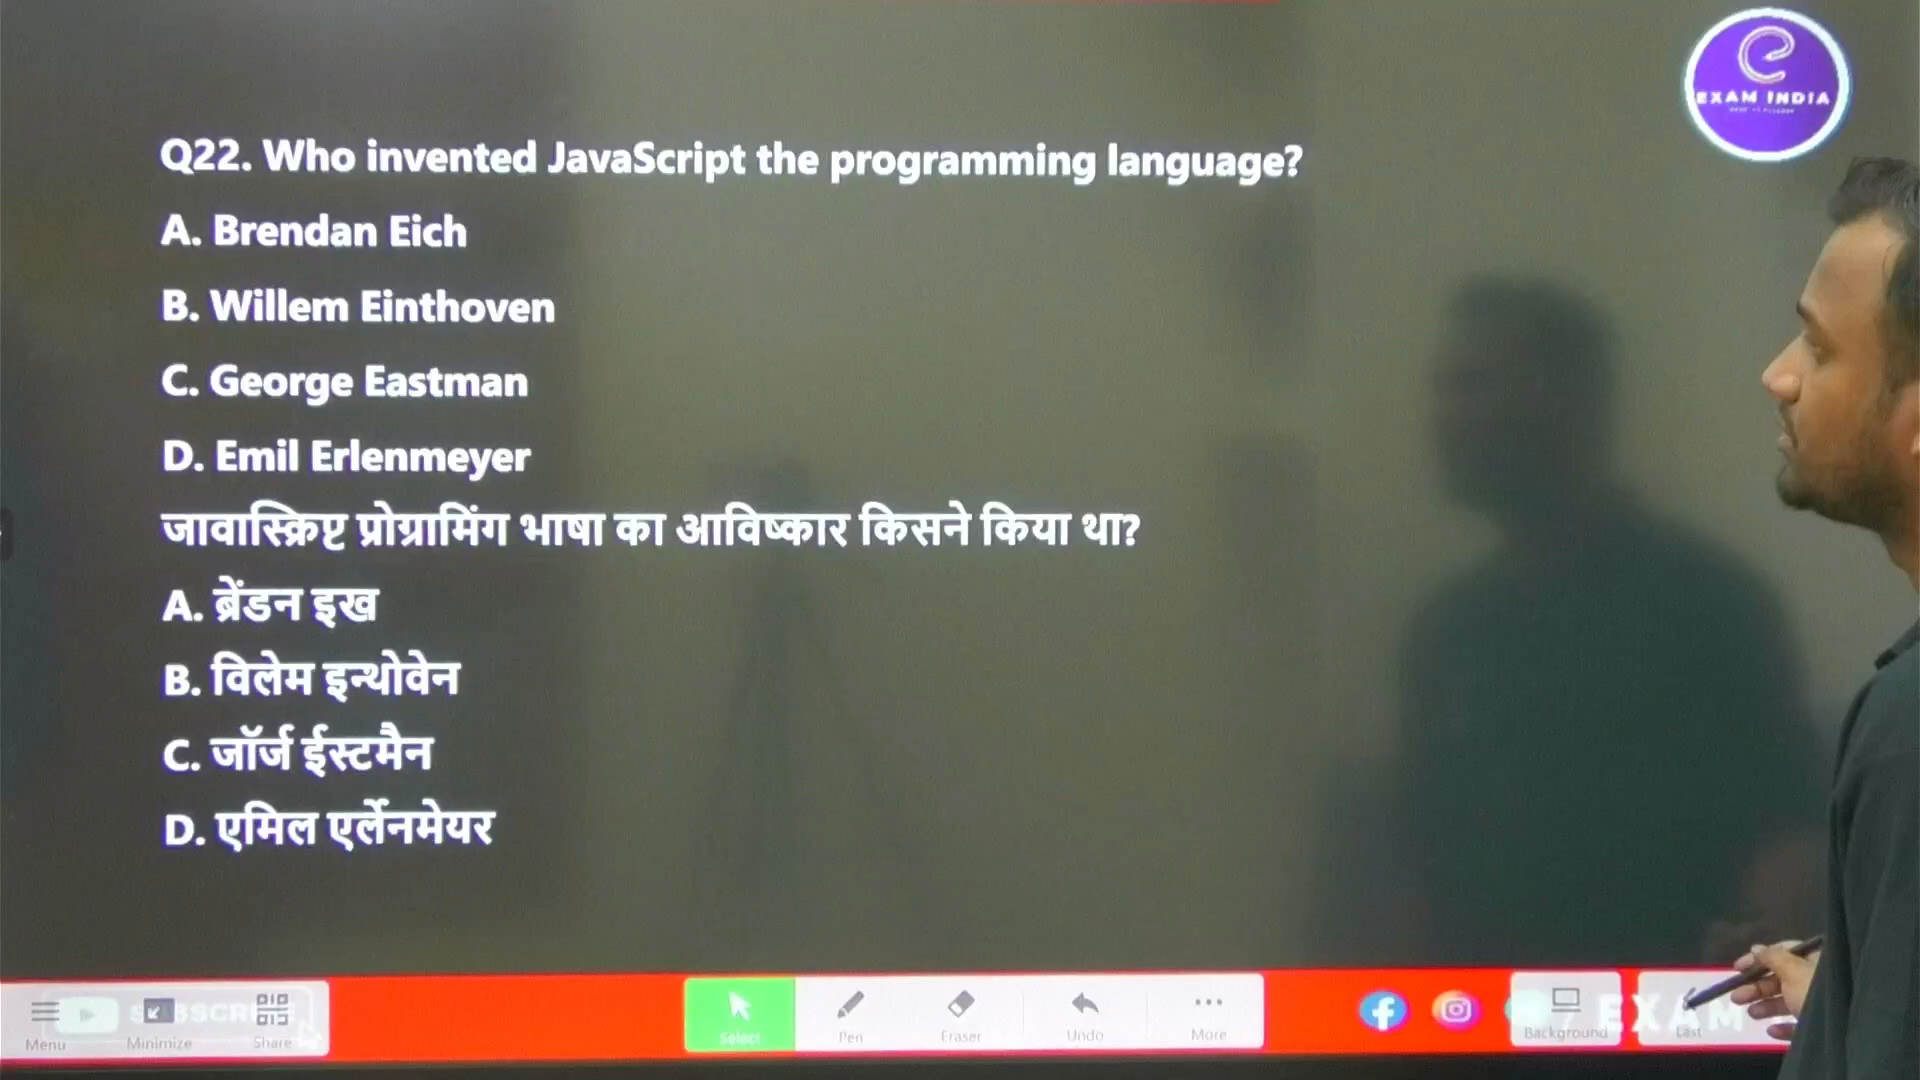 EXAM INDIA
Q22. Who invented JavaScript the programming language?
A. Brendan Eich
B. Willem Einthoven
C. George Eastman
D. Emil Erlenmeyer
जावास्क्रिप्ट प्रोग्रामिंग भाषा का आविष्कार किसने किया था?
A. ब्रेंडन इख
B. विलेम इन्थोवेन
C. जॉर्ज ईस्टमैन
D. एमिल एर्लेनमेयर
Menu Minimize Share Select Pen Eraser Undo More Background Last
EXAM